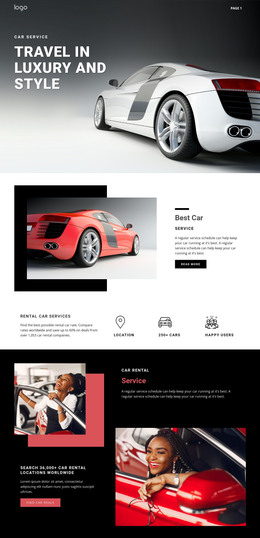 logo
PAGE 1
CAR SERVICE
TRAVEL IN
LUXURY AND
STYLE
Best Car
SERVICE
A regular service schedule can help keep
your car running at it's best. A regular
service schedule can help keep your car
running at it's best.
READ MORE
RENTAL CAR SERVICES
Find the best possible rental car rate. Compare
rates worldwide and save up to 60% on deals from
over 1,053 car rental companies.
LOCATION
250+ CARS
HAPPY USERS
CAR RENTAL
Service
A regular service schedule can help keep your car running at it's best. A
regular service schedule can help keep your car running at it's best.
SEARCH 36,000+ CAR RENTAL
LOCATIONS WORLDWIDE
Lorem ipsum dolor sit amet,
consectetur adipiscing elit
nullam nunc justo sagittis
suscipit ultrices.
FIND CAR DEALS